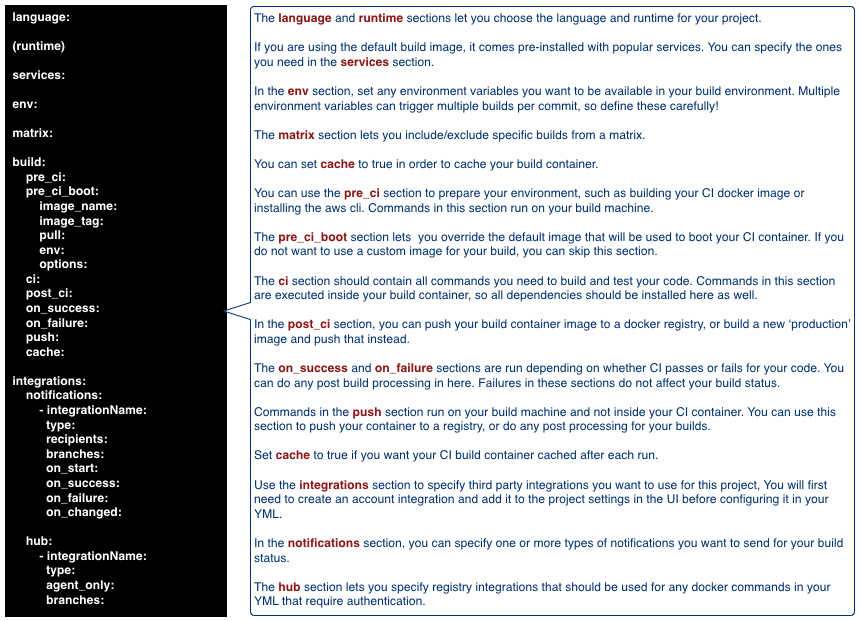 language:
(runtime)
services:
env:
matrix:
build:
pre_ci:
pre_ci_boot:
image_name:
image_tag:
pull:
env:
options:
ci:
post_ci:
on_success:
on_failure:
push:
cache:
integrations:
notifications:
- integrationName:
type:
recipients:
branches:
on_start:
on_success:
on_failure:
on_changed:
hub:
- integrationName:
type:
agent_only:
branches:
The language and runtime sections let you choose the language and runtime for your project.
If you are using the default build image, it comes pre-installed with popular services. You can specify the ones
you need in the services section.
In the env section, set any environment variables you want to be available in your build environment. Multiple
environment variables can trigger multiple builds per commit, so define these carefully!
The matrix section lets you include/exclude specific builds from a matrix.
You can set cache to true in order to cache your build container.
You can use the pre_ci section to prepare your environment, such as building your CI docker image or
installing the aws cli. Commands in this section run on your build machine.
The pre_ci_boot section lets  you override the default image that will be used to boot your CI container. If you
do not want to use a custom image for your build, you can skip this section.
The ci section should contain all commands you need to build and test your code. Commands in this section
are executed inside your build container, so all dependencies should be installed here as well.
In the post_ci section, you can push your build container image to a docker registry, or build a new ‘production’
image and push that instead.
The on_success and on_failure sections are run depending on whether CI passes or fails for your code. You
can do any post build processing in here. Failures in these sections do not affect your build status.
Commands in the push section run on your build machine and not inside your CI container. You can use this
section to push your container to a registry, or do any post processing for your builds.
Set cache to true if you want your CI build container cached after each run.
Use the integrations section to specify third party integrations you want to use for this project, You will first
need to create an account integration and add it to the project settings in the UI before configuring it in your
YML.
In the notifications section, you can specify one or more types of notifications you want to send for your build
status.
The hub section lets you specify registry integrations that should be used for any docker commands in your
YML that require authentication.